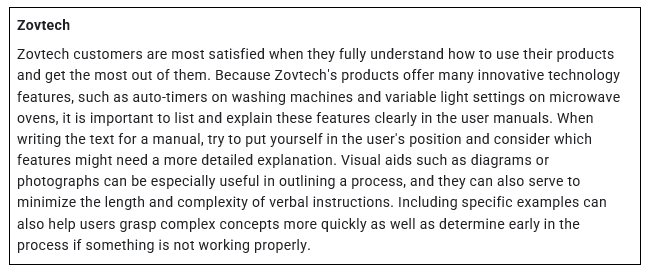 Zovtech
Zovtech customers are most satisfied when they fully understand how to use their products
and get the most out of them. Because Zovtech's products offer many innovative technology
features, such as auto-timers on washing machines and variable light settings on microwave
ovens, it is important to list and explain these features clearly in the user manuals. When
writing the text for a manual, try to put yourself in the user's position and consider which
features might need a more detailed explanation. Visual aids such as diagrams or
photographs can be especially useful in outlining a process, and they can also serve to
minimize the length and complexity of verbal instructions. Including specific examples can
also help users grasp complex concepts more quickly as well as determine early in the
process if something is not working properly.